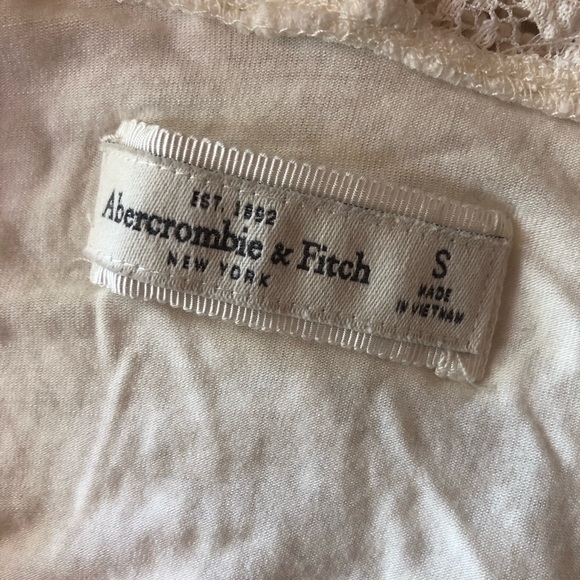 EST. 1892
Abercrombie & Fitch
NEW YORK
S
MADE
IN VIETNAM